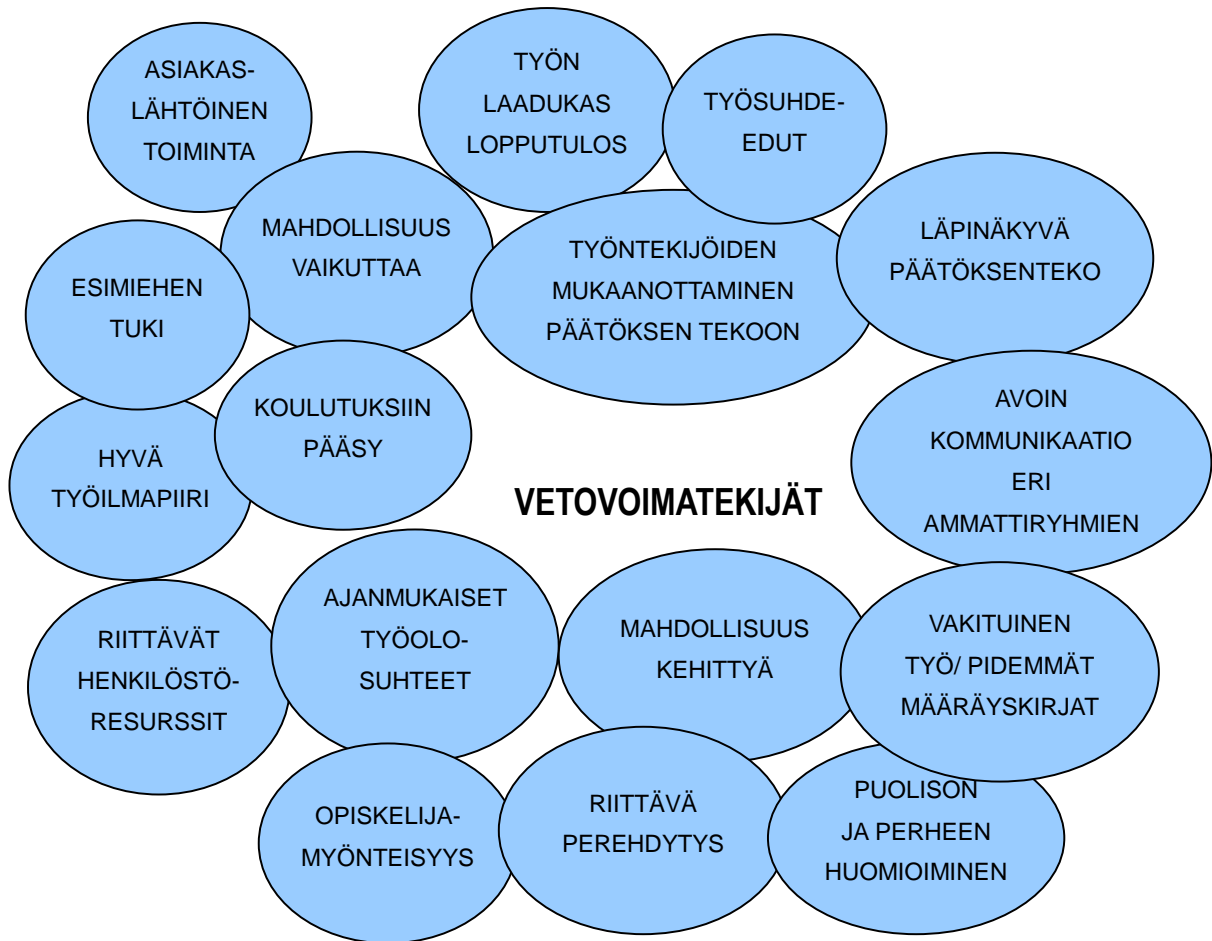 ASIAKAS-
LÄHTÖINEN
TOIMINTA
TYÖN
LAADUKAS
LOPPUTULOS
TYÖSUHDE-
EDUT
MAHDOLLISUUS
VAIKUTTAA
TYÖNTEKIJÖIDEN
MUKAANOTTAMINEN
PÄÄTÖKSEN TEKOON
LÄPINÄKYVÄ
PÄÄTÖKSENTEKO
ESIMIEHEN
TUKI
KOULUTUKSIIN
PÄÄSY
AVOIN
KOMMUNIKAATIO
ERI
AMMATTIRYHMIEN
HYVÄ
TYÖILMAPIIRI
VETOVOIMATEKIJÄT
RIITTÄVÄT
HENKILÖSTÖ-
RESURSSIT
AJANMUKAISET
TYÖOLO-
SUHTEET
MAHDOLLISUUS
KEHITTYÄ
VAKITUINEN
TYÖ/ PIDEMMÄT
MÄÄRÄYSKIRJAT
OPISKELIJA-
MYÖNTEISYYS
RIITTÄVÄ
PEREHDYTYS
PUOLISON
JA PERHEEN
HUOMIOIMINEN